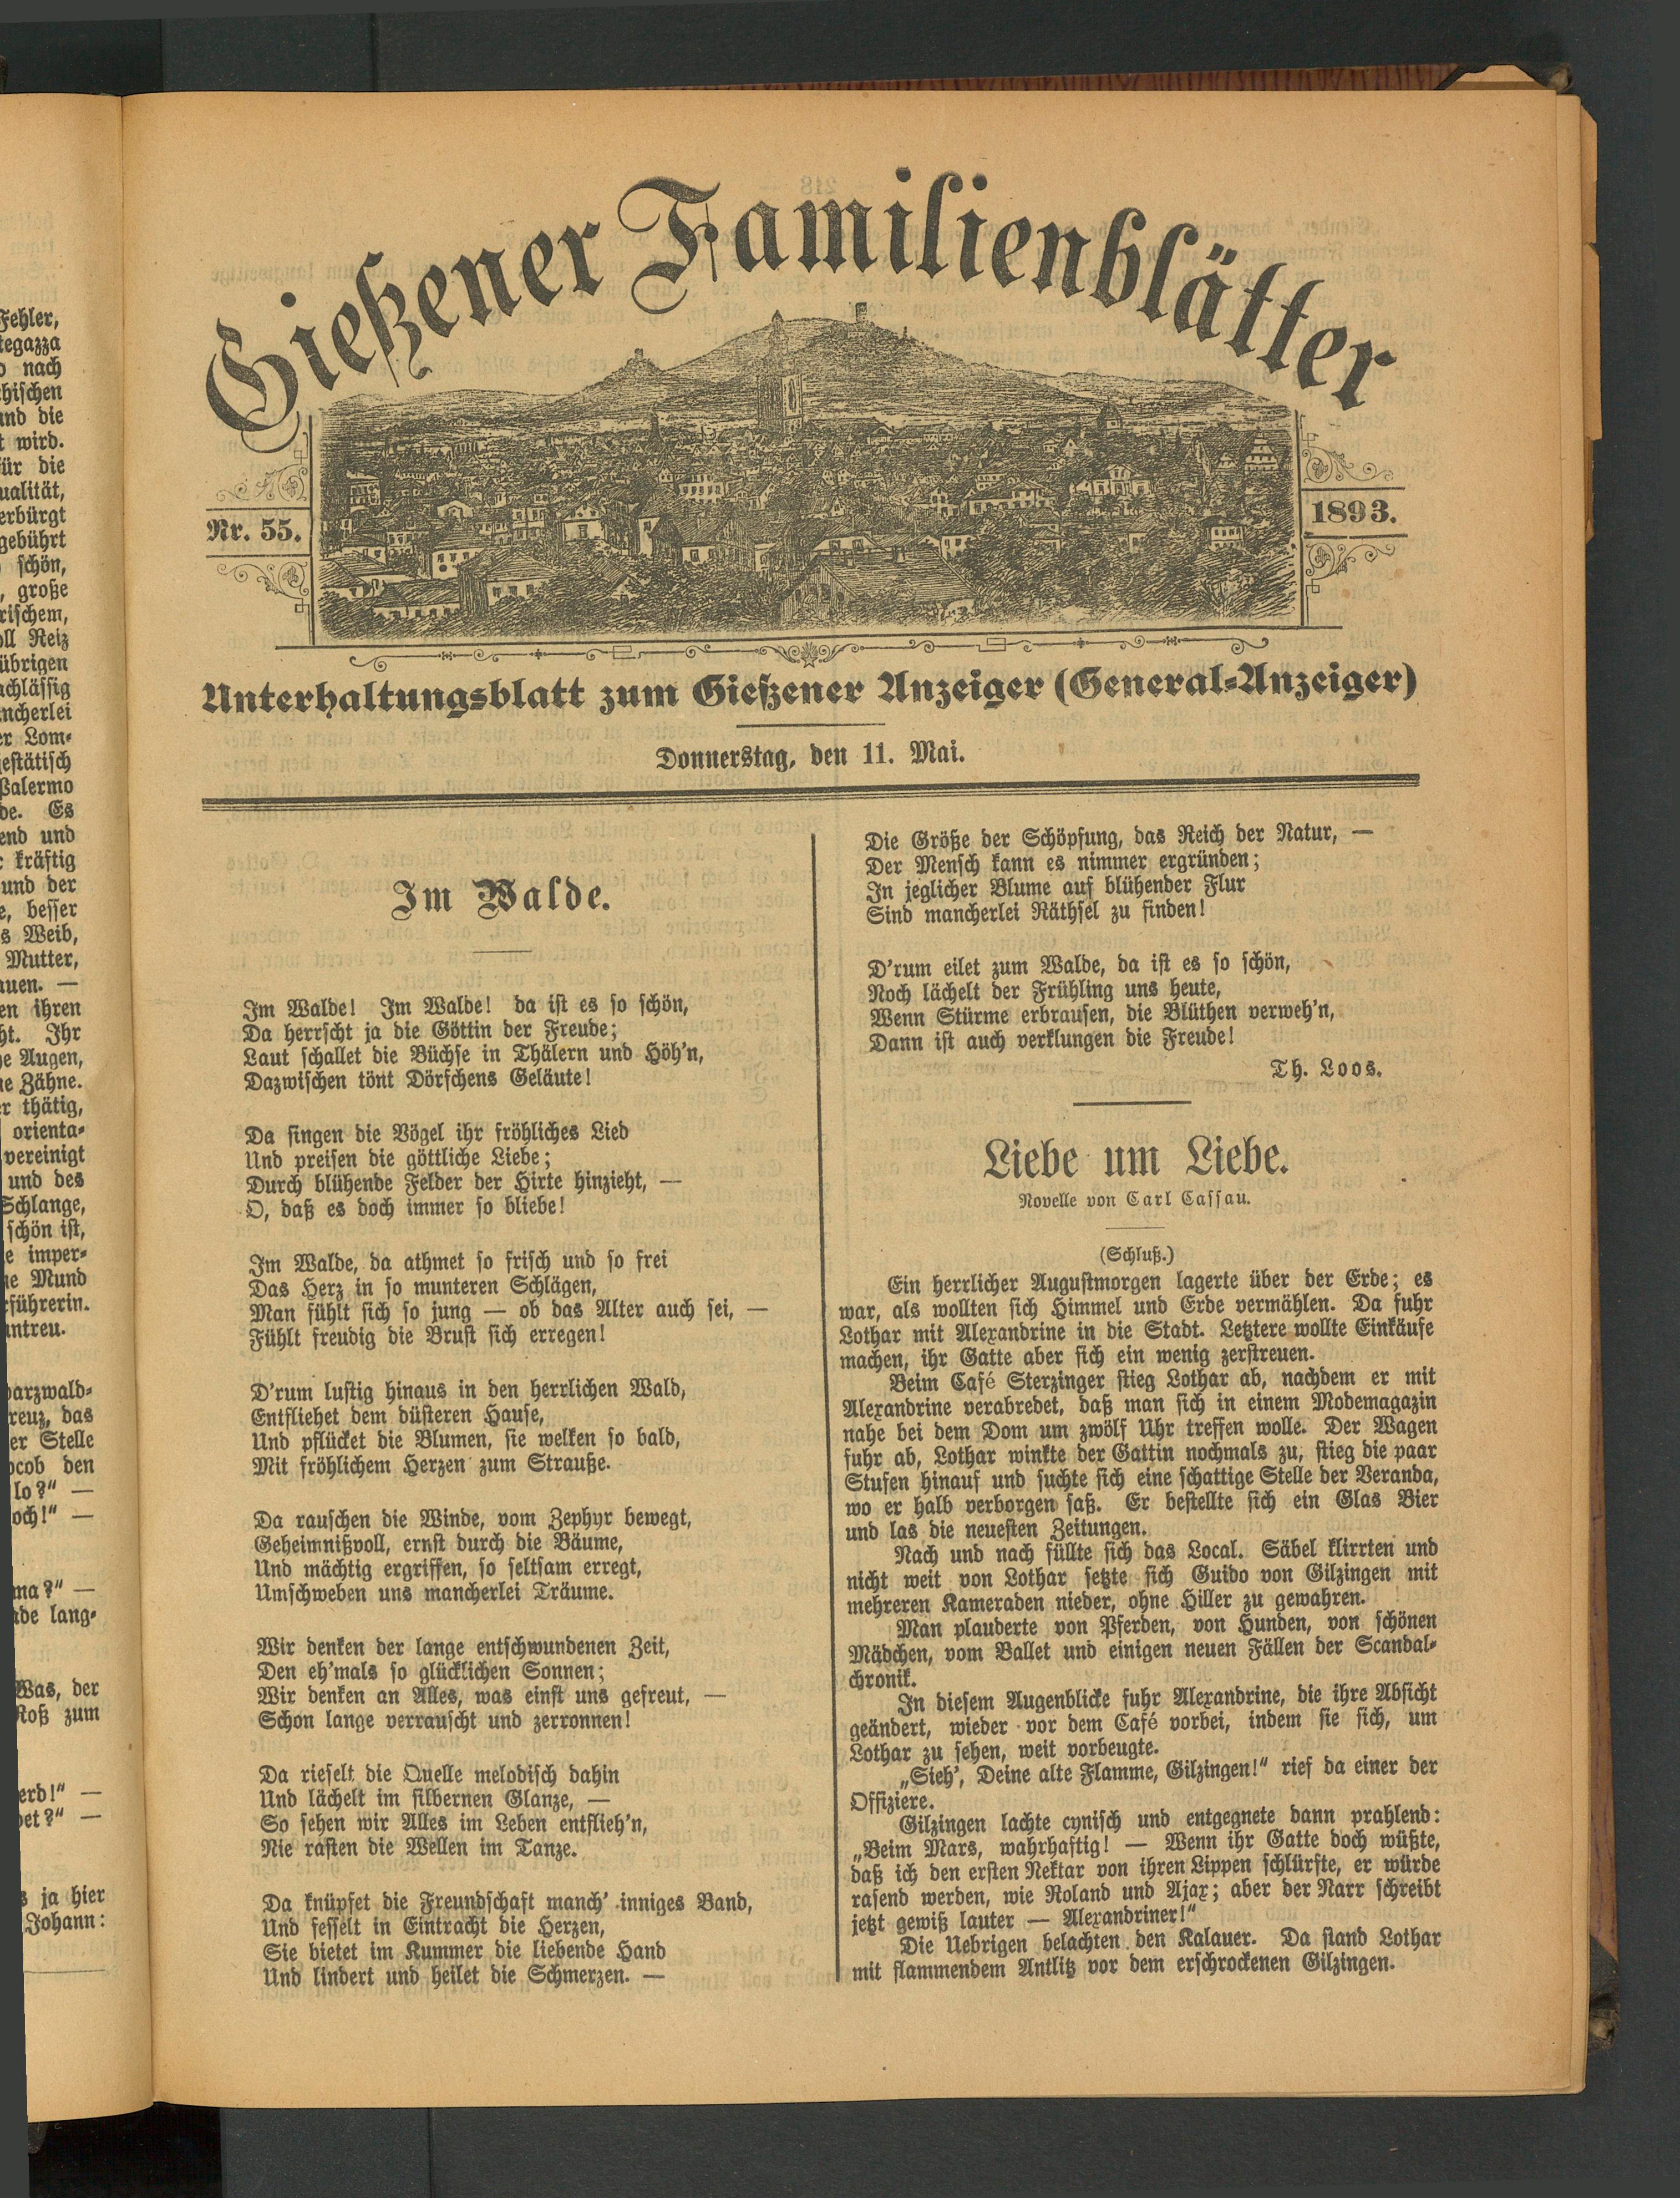 Gießener Familienblätter
Nr. 55.
1893.
Unterhaltungsblatt zum Gießener Anzeiger (General-Anzeiger)
Donnerstag, den 11. Mai.
Im Walde.
Im Walde! Im Walde! da ist es so schön,
Da herrscht ja die Göttin der Freude;
Laut schallet die Büchse in Thälern und Höh'n,
Dazwischen tönt Dörfchens Geläute!
Da singen die Vögel ihr fröhliches Lied
Und preisen die göttliche Liebe;
Durch blühende Felder der Hirte hinzieht, —
O, daß es doch immer so bliebe!
Im Walde, da athmet so frisch und so frei
Das Herz in so munteren Schlägen,
Man fühlt sich so jung — ob das Alter auch sei, —
Fühlt freudig die Brust sich erregen!
D'rum lustig hinaus in den herrlichen Wald,
Entfliehet dem düsteren Hause,
Und pflücket die Blumen, sie welken so bald,
Mit fröhlichem Herzen zum Strauße.
Da rauschen die Winde, vom Zephyr bewegt,
Geheimnißvoll, ernst durch die Bäume,
Und mächtig ergriffen, so seltsam erregt,
Umschweben uns mancherlei Träume.
Wir denken der lange entschwundenen Zeit,
Den eh'mals so glücklichen Sonnen;
Wir denken an Alles, was einst uns gefreut, —
Schon lange verrauscht und zerronnen!
Da rieselt die Quelle melodisch dahin
Und lächelt im silbernen Glanze, —
So sehen wir Alles im Leben entflieh'n,
Nie rasten die Wellen im Tanze.
Da knüpfet die Freundschaft manch' inniges Band,
Und fesselt in Eintracht die Herzen,
Sie bietet im Kummer die liebende Hand
Und lindert und heilet die Schmerzen. —
Die Größe der Schöpfung, das Reich der Natur, —
Der Mensch kann es nimmer ergründen;
In jeglicher Blume auf blühender Flur
Sind mancherlei Räthsel zu finden!
D'rum eilet zum Walde, da ist es so schön,
Noch lächelt der Frühling uns heute,
Wenn Stürme erbrausen, die Blüthen verweh'n,
Dann ist auch verklungen die Freude!
Th. Loos.
Liebe um Liebe.
Novelle von Carl Cassau.
(Schluß.)
Ein herrlicher Augustmorgen lagerte über der Erde; es
war, als wollten sich Himmel und Erde vermählen. Da fuhr
Lothar mit Alexandrine in die Stadt. Letztere wollte Einkäufe
machen, ihr Gatte aber sich ein wenig zerstreuen.
Beim Café Sterzinger stieg Lothar ab, nachdem er mit
Alexandrine verabredet, daß man sich in einem Modemagazin
nahe bei dem Dom um zwölf Uhr treffen wolle. Der Wagen
fuhr ab, Lothar winkte der Gattin nochmals zu, stieg die paar
Stufen hinauf und suchte sich eine schattige Stelle der Veranda,
wo er halb verborgen saß. Er bestellte sich ein Glas Bier
und las die neuesten Zeitungen.
Nach und nach füllte sich das Local. Säbel klirrten und
nicht weit von Lothar setzte sich Guido von Gilzingen mit
mehreren Kameraden nieder, ohne Hiller zu gewahren.
Man plauderte von Pferden, von Hunden, von schönen
Mädchen, vom Ballet und einigen neuen Fällen der Scandal-
chronik.
In diesem Augenblicke fuhr Alexandrine, die ihre Absicht
geändert, wieder vor dem Café vorbei, indem sie sich, um
Lothar zu sehen, weit vorbeugte.
„Sieh', Deine alte Flamme, Gilzingen!“ rief da einer der
Offiziere.
Gilzingen lachte cynisch und entgegnete dann prahlend:
„Beim Mars, wahrhaftig! — Wenn ihr Gatte doch wüßte,
daß ich den ersten Nektar von ihren Lippen schlürfte, er würde
rasend werden, wie Roland und Ajax; aber der Narr schreibt
jetzt gewiß lauter — Alexandriner!“
Die Uebrigen belachten den Kalauer. Da stand Lothar
mit flammendem Antlitz vor dem erschrockenen Gilzingen.